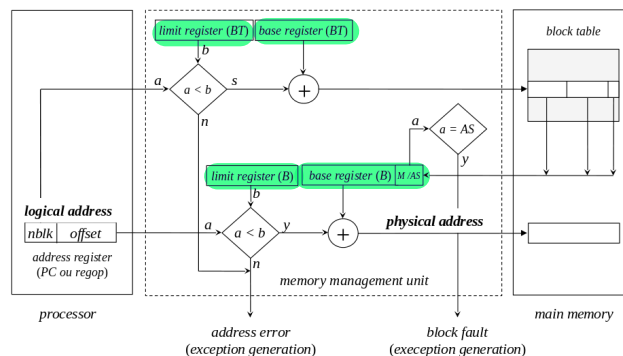 limit register (BT)
base register (BT)
block table
b
a
a < b
s
+
a
a = AS
n
y
limit register (B)
base register (B)
M /AS
b
logical address
nblk
offset
a
a < b
y
+
physical address
address register
(PC ou regop)
n
memory management unit
processor
main memory
address error
(exception generation)
block fault
(exeception generation)